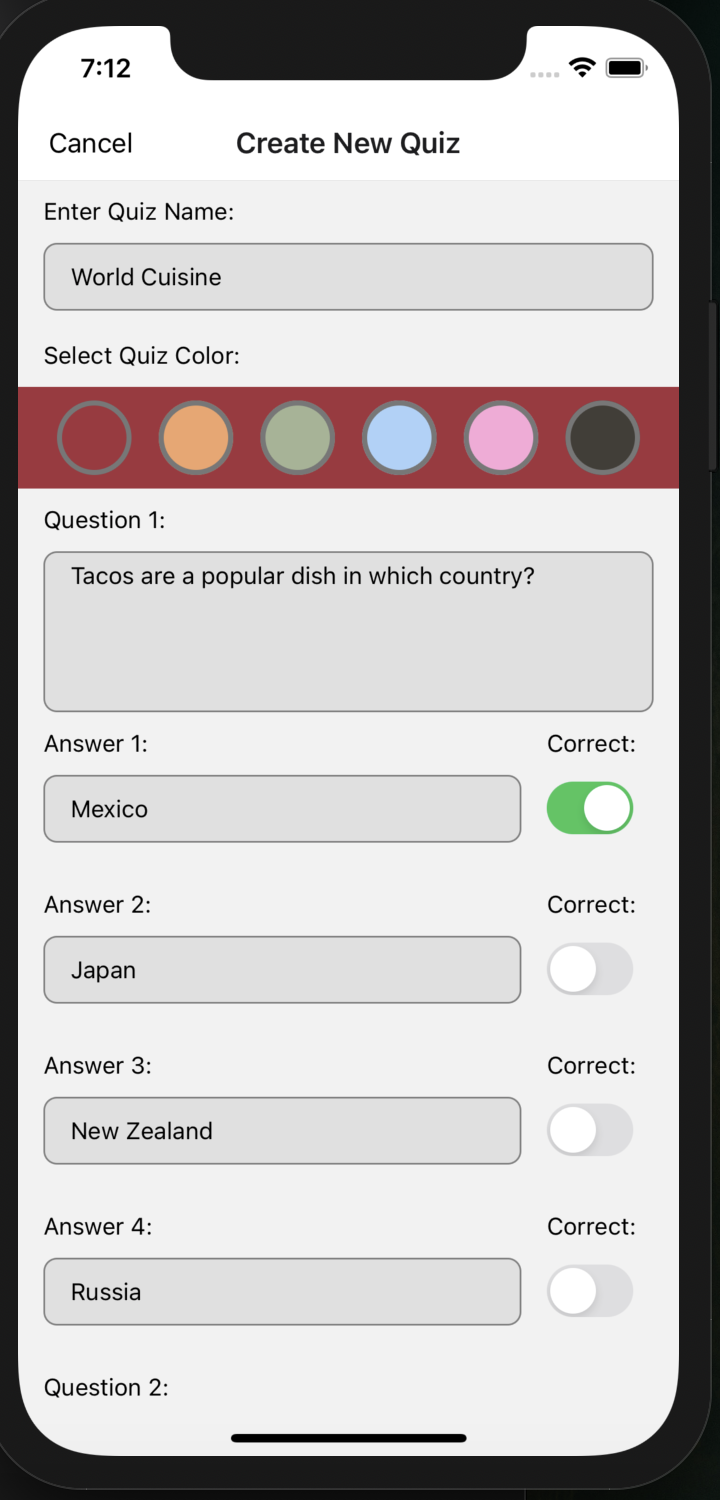 7:12
Cancel Create New Quiz
Enter Quiz Name:
World Cuisine
Select Quiz Color:
Question 1:
Tacos are a popular dish in which country?
Answer 1: Correct:
Mexico
Answer 2: Correct:
Japan
Answer 3: Correct:
New Zealand
Answer 4: Correct:
Russia
Question 2: